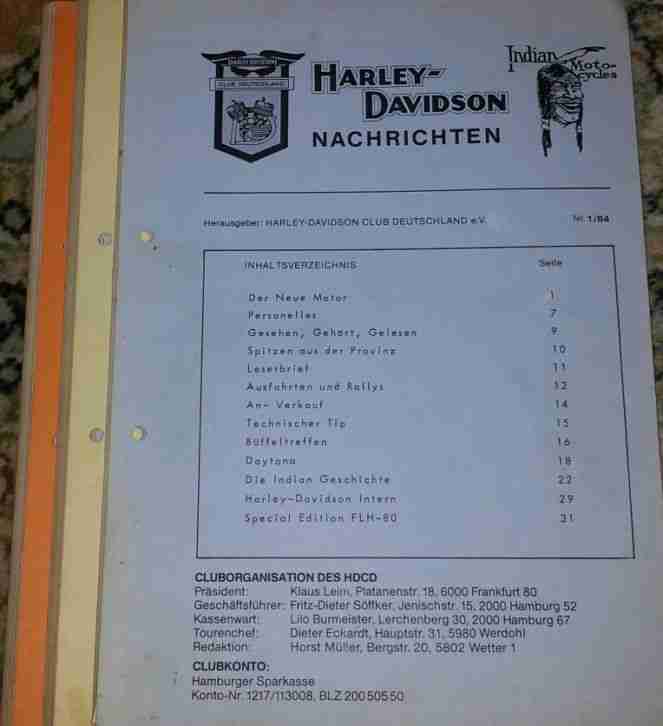 HARLEY-DAVIDSON
CLUB DEUTSCHLAND
HARLEY-
DAVIDSON
NACHRICHTEN
Indian
Moto-
cycles
Herausgeber: HARLEY-DAVIDSON CLUB DEUTSCHLAND e.V.
Nr. 1/84
INHALTSVERZEICHNIS Seite
Der Neue Motor 1
Personelles 7
Gesehen, Gehört, Gelesen 9
Spitzen aus der Provinz 10
Leserbrief 11
Ausfahrten und Rallys 12
An- Verkauf 14
Technischer Tip 15
Büffeltreffen 16
Daytona 18
Die Indian Geschichte 22
Harley-Davidson Intern 29
Special Edition FLH-80 31
CLUBORGANISATION DES HDCD
Präsident: Klaus Leim, Platanenstr. 18, 6000 Frankfurt 80
Geschäftsführer: Fritz-Dieter Söffker, Jenischstr. 15, 2000 Hamburg 52
Kassenwart: Lilo Burmeister, Lerchenberg 30, 2000 Hamburg 67
Tourenchef: Dieter Eckardt, Hauptstr. 31, 5980 Werdohl
Redaktion: Horst Müller, Bergstr. 20, 5802 Wetter 1
CLUBKONTO:
Hamburger Sparkasse
Konto-Nr. 1217/113008, BLZ 200 505 50